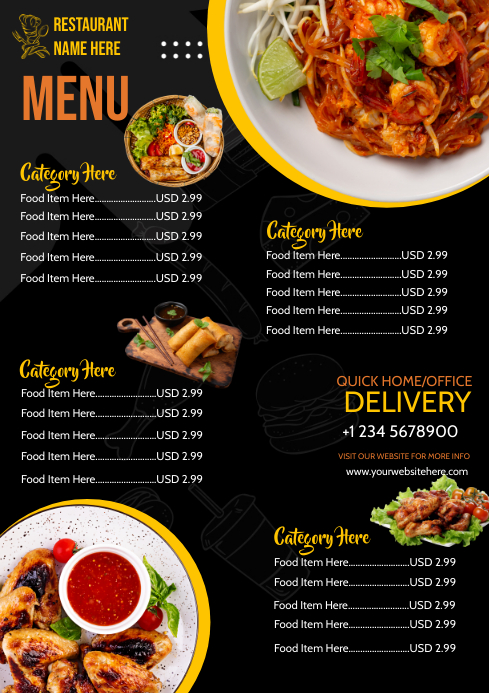 RESTAURANT
NAME HERE
MENU
Category Here
Food Item Here.........................USD 2.99
Food Item Here.........................USD 2.99
Food Item Here.........................USD 2.99
Food Item Here.........................USD 2.99
Food Item Here.........................USD 2.99
Category Here
Food Item Here.........................USD 2.99
Food Item Here.........................USD 2.99
Food Item Here.........................USD 2.99
Food Item Here.........................USD 2.99
Food Item Here.........................USD 2.99
Category Here
Food Item Here.........................USD 2.99
Food Item Here.........................USD 2.99
Food Item Here.........................USD 2.99
Food Item Here.........................USD 2.99
Food Item Here.........................USD 2.99
QUICK HOME/OFFICE
DELIVERY
+1 234 5678900
VISIT OUR WEBSITE FOR MORE INFO
www.yourwebsitehere.com
Category Here
Food Item Here.........................USD 2.99
Food Item Here.........................USD 2.99
Food Item Here.........................USD 2.99
Food Item Here.........................USD 2.99
Food Item Here.........................USD 2.99